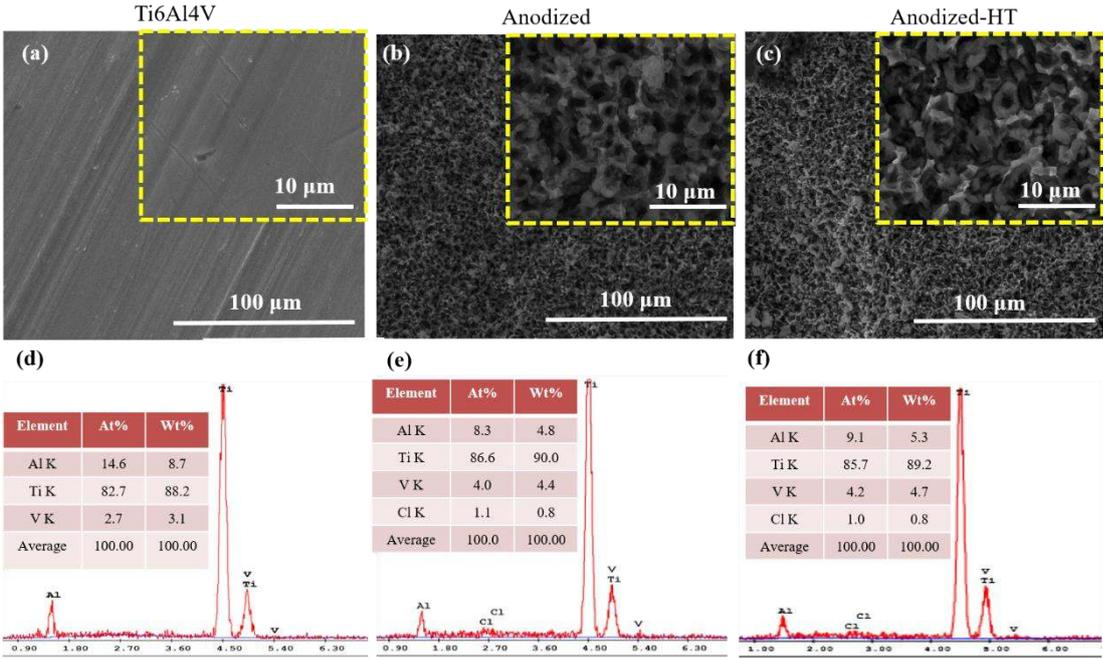 Ti6Al4V
Anodized
Anodized-HT
(a)
10 µm
100 µm
(b)
10 µm
100 µm
(c)
10 µm
100 µm
(d)
Element At% Wt%
Al K 14.6 8.7
Ti K 82.7 88.2
V K 2.7 3.1
Average 100.00 100.00
Ti
Al
V
Ti
V
0.90 1.80 2.70 3.60 4.50 5.40 6.30
(e)
Element At% Wt%
Al K 8.3 4.8
Ti K 86.6 90.0
V K 4.0 4.4
Cl K 1.1 0.8
Average 100.0 100.00
Ti
Al
Cl
Cl
V
Ti
V
0.90 1.80 2.70 3.60 4.50 5.40 6.30
(f)
Element At% Wt%
Al K 9.1 5.3
Ti K 85.7 89.2
V K 4.2 4.7
Cl K 1.0 0.8
Average 100.00 100.00
Ti
Al
Cl
Cl
V
Ti
V
1.00 2.00 3.00 4.00 5.00 6.00